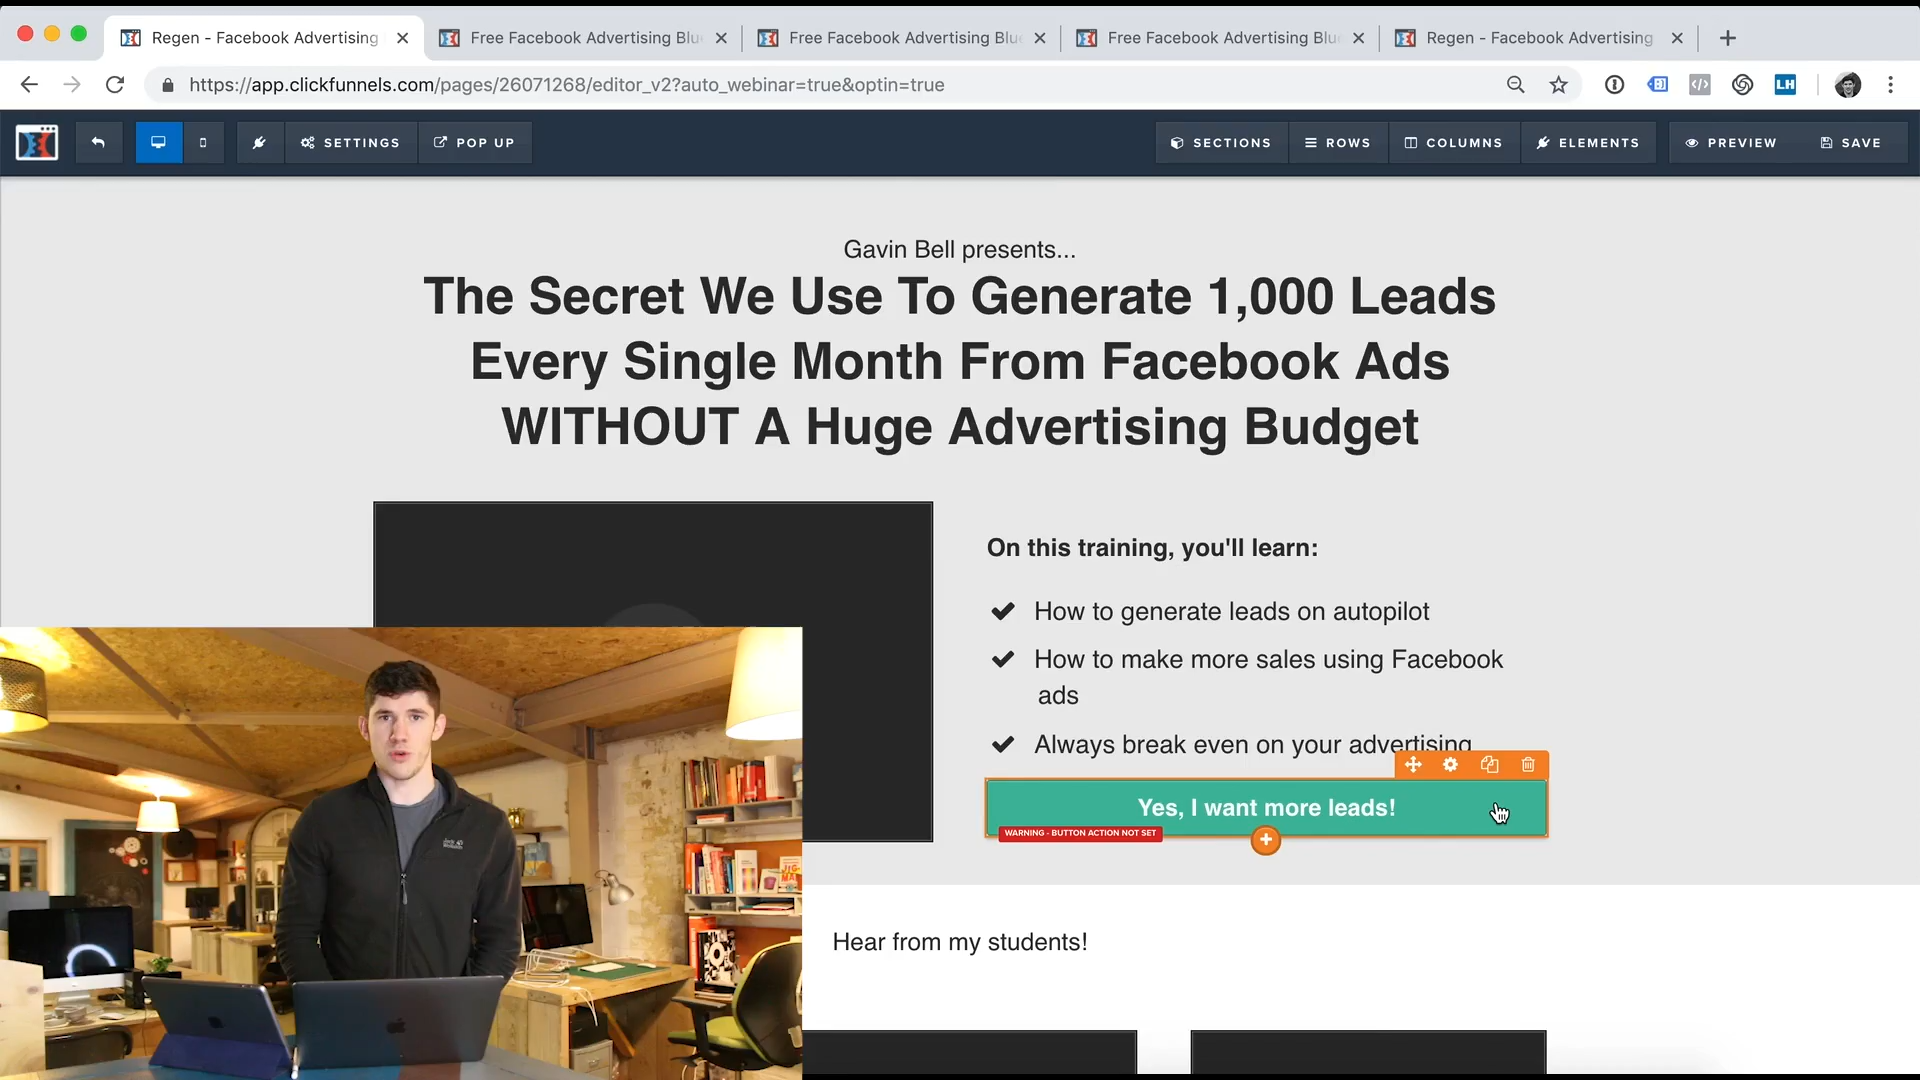 Regen - Facebook Advertising
Free Facebook Advertising Blu
Free Facebook Advertising Blu
Free Facebook Advertising Blu
Regen - Facebook Advertising
https://app.clickfunnels.com/pages/26071268/editor_v2?auto_webinar=true&optin=true
LH
SETTINGS
POP UP
SECTIONS
ROWS
COLUMNS
ELEMENTS
PREVIEW
SAVE
Gavin Bell presents...
The Secret We Use To Generate 1,000 Leads
Every Single Month From Facebook Ads
WITHOUT A Huge Advertising Budget
On this training, you'll learn:
How to generate leads on autopilot
How to make more sales using Facebook
ads
Always break even on your advertising
Yes, I want more leads!
WARNING - BUTTON ACTION NOT SET
Hear from my students!